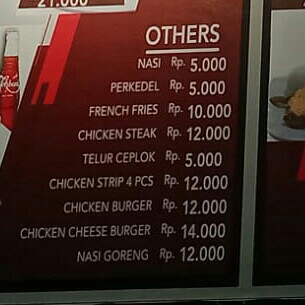 21.000
OTHERS
NASI Rp. 5.000
PERKEDEL Rp. 5.000
FRENCH FRIES Rp. 10.000
CHICKEN STEAK Rp. 12.000
TELUR CEPLOK Rp. 5.000
CHICKEN STRIP 4 PCS Rp. 12.000
CHICKEN BURGER Rp. 12.000
CHICKEN CHEESE BURGER Rp. 14.000
NASI GORENG Rp. 12.000